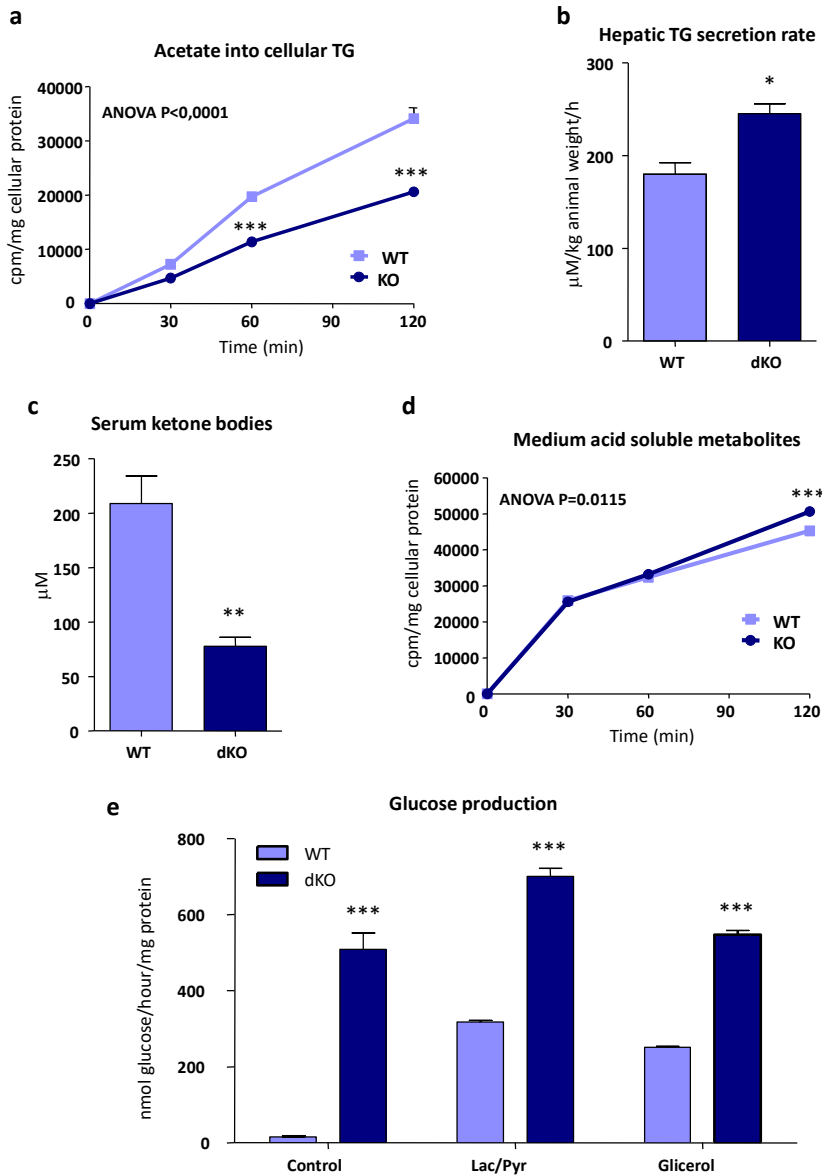 a
Acetate into cellular TG
cpm/mg cellular protein
40000
30000
20000
10000
0
ANOVA P<0,0001
***
***
WT
KO
0 30 60 90 120
Time (min)
b
Hepatic TG secretion rate
µM/kg animal weight/h
300
200
100
0
*
WT dKO
c
Serum ketone bodies
µM
250
200
150
100
50
0
**
WT dKO
d
Medium acid soluble metabolites
cpm/mg cellular protein
60000
50000
40000
30000
20000
10000
0
ANOVA P=0.0115
***
WT
KO
0 30 60 90 120
Time (min)
e
Glucose production
nmol glucose/hour/mg protein
800
600
400
200
0
WT
dKO
***
***
***
Control Lac/Pyr Glicerol